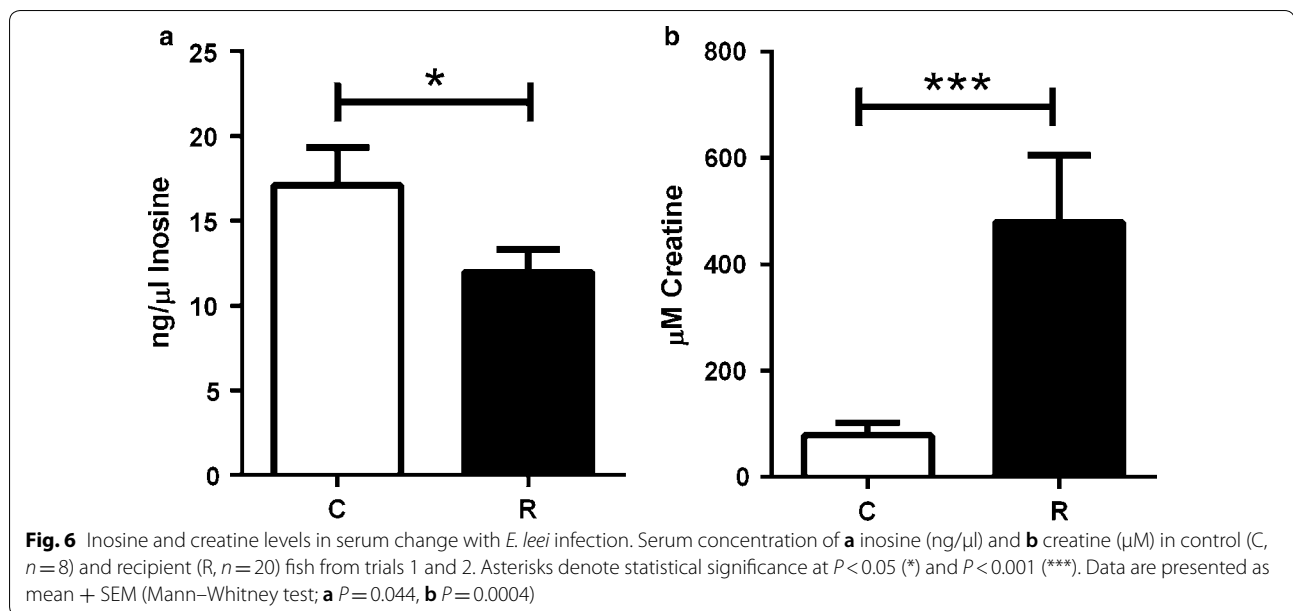 a
b
25
20
15
10
5
0
ng/μl Inosine
*
C
R
800
600
400
200
0
μM Creatine
***
C
R
Fig. 6 Inosine and creatine levels in serum change with E. leei infection. Serum concentration of a inosine (ng/μl) and b creatine (μM) in control (C,
n=8) and recipient (R, n=20) fish from trials 1 and 2. Asterisks denote statistical significance at P<0.05 (*) and P<0.001 (***). Data are presented as
mean + SEM (Mann–Whitney test; a P=0.044, b P=0.0004)